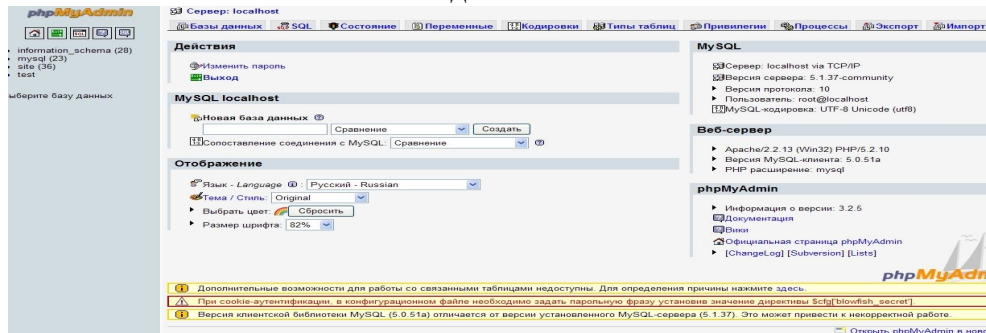 phpMyAdmin
information_schema (28)
mysql (23)
site (36)
test
ыберите базу данных
Сервер: localhost
Базы данных SQL Состояние Переменные Кодировки Типы таблиц Привилегии Процессы Экспорт Импорт
Действия
Изменить пароль
Выход
MySQL localhost
Новая база данных
Сравнение Создать
Сопоставление соединения с MySQL: Сравнение
Отображение
Язык - Language : Русский - Russian
Тема / Стиль: Original
Выбрать цвет: Сбросить
Размер шрифта: 82%
MySQL
Сервер: localhost via TCP/IP
Версия сервера: 5.1.37-community
Версия протокола: 10
Пользователь: root@localhost
MySQL-кодировка: UTF-8 Unicode (utf8)
Веб-сервер
Apache/2.2.13 (Win32) PHP/5.2.10
Версия MySQL-клиента: 5.0.51a
PHP расширение: mysql
phpMyAdmin
Информация о версии: 3.2.5
Документация
Вики
Официальная страница phpMyAdmin
[ChangeLog] [Subversion] [Lists]
phpMyAdm
Дополнительные возможности для работы со связанными таблицами недоступны. Для определения причины нажмите здесь.
При cookie-аутентификации, в конфигурационном файле необходимо задать парольную фразу установив значение директивы $cfg['blowfish_secret'].
Версия клиентской библиотеки MySQL (5.0.51a) отличается от версии установленного MySQL-сервера (5.1.37). Это может привести к некорректной работе.
Открыть phpMyAdmin в ново